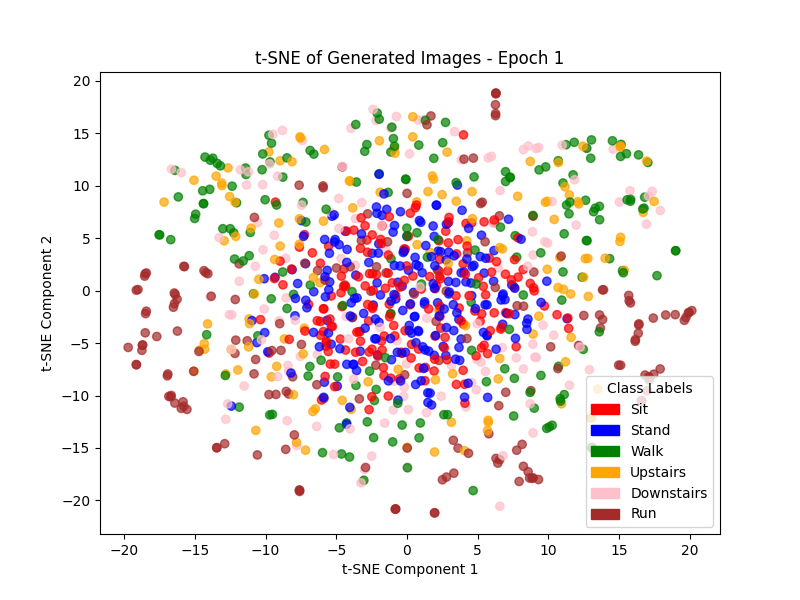 t-SNE of Generated Images - Epoch 1
20
15
10
5
0
−5
−10
−15
−20
t-SNE Component 2
Class Labels
Sit
Stand
Walk
Upstairs
Downstairs
Run
−20 −15 −10 −5 0 5 10 15 20
t-SNE Component 1